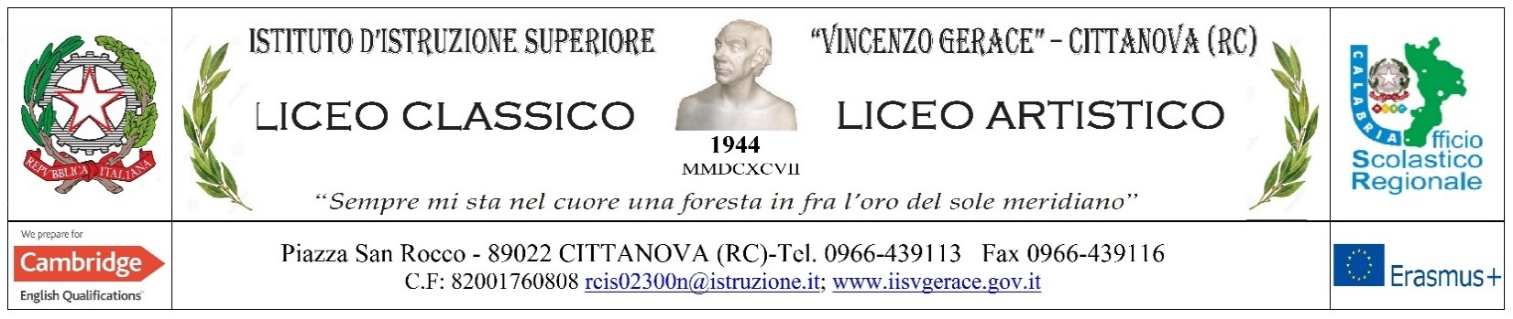 ISTITUTO D'ISTRUZIONE SUPERIORE "VINCENZO GERACE" – CITTANOVA (RC)
LICEO CLASSICO LICEO ARTISTICO
1944
MMDCXCVII
"Sempre mi sta nel cuore una foresta in fra l'oro del sole meridiano"
REPVBBLICA ITALIANA
CALABRIA
fficio
Scolastico
Regionale
We prepare for
Cambridge
English Qualifications
Piazza San Rocco - 89022 CITTANOVA (RC)-Tel. 0966-439113 Fax 0966-439116
C.F: 82001760808 rcis02300n@istruzione.it; www.iisvgerace.gov.it
Erasmus+